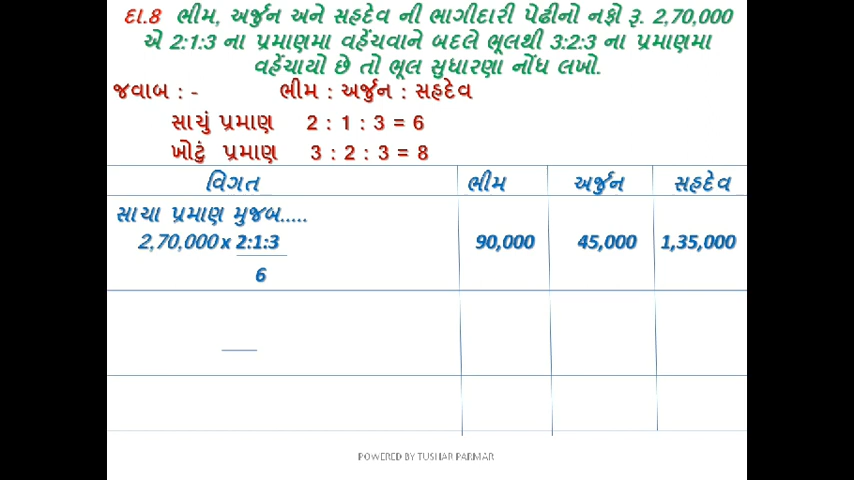 દા.8 ભીમ, અર્જુન અને સહદેવ ની ભાગીદારી પેઢીનો નફો રૂ. 2,70,000
એ 2:1:3 ના પ્રમાણમા વહેંચવાને બદલે ભૂલથી 3:2:3 ના પ્રમાણમા
વહેંચાયો છે તો ભૂલ સુધારણા નોંધ લખો.
જવાબ : - ભીમ : અર્જુન : સહદેવ
સાચું પ્રમાણ 2 : 1 : 3 = 6
ખોટું પ્રમાણ 3 : 2 : 3 = 8
વિગત ભીમ અર્જુન સહદેવ
સાચા પ્રમાણ મુજબ.....
2,70,000 x 2:1:3 90,000 45,000 1,35,000
6
POWERED BY TUSHAR PARMAR